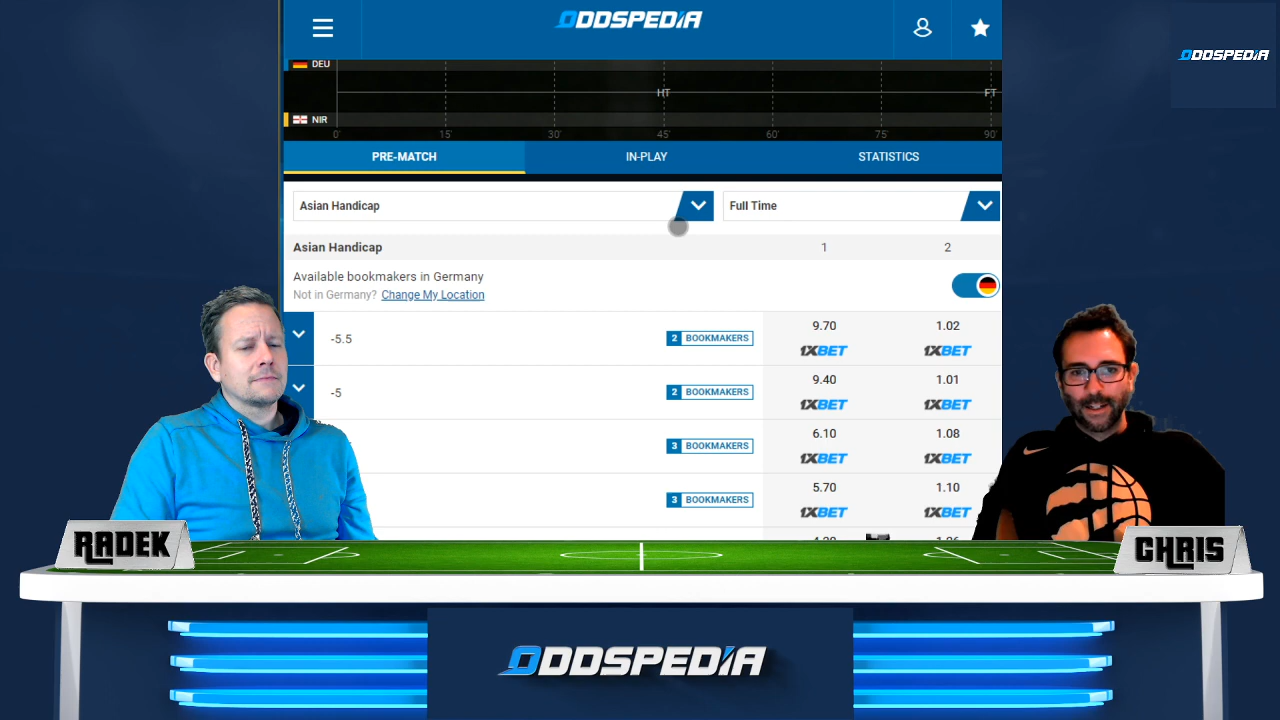 ODDSPEDIA
ODDSPEDIA
DEU
HT
FT
NIR
0' 15' 30' 45' 60' 75' 90'
PRE-MATCH IN-PLAY STATISTICS
Asian Handicap Full Time
Asian Handicap 1 2
Available bookmakers in Germany
Not in Germany? Change My Location
-5.5 2 BOOKMAKERS 9.70 1.02
1XBET 1XBET
-5 2 BOOKMAKERS 9.40 1.01
1XBET 1XBET
3 BOOKMAKERS 6.10 1.08
1XBET 1XBET
3 BOOKMAKERS 5.70 1.10
1XBET 1XBET
RADEK
CHRIS
ODDSPEDIA